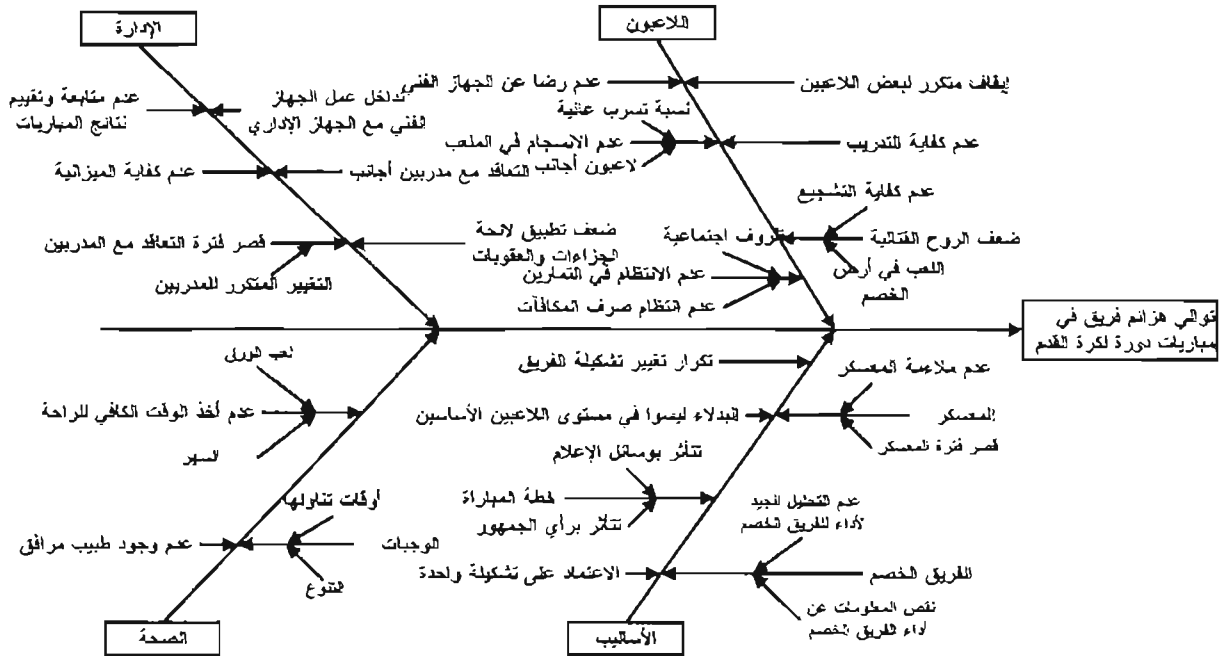 اللاعبون
الإدارة
إيقاف متكرر لبعض اللاعبين
عدم رضا عن الجهاز الفني
عدم كفاية التدريب
نسبة تسرب عالية
عدم الانسجام في الملعب
لاعبون أجانب
عدم كفاية التشجيع
ضعف الروح القتالية
اللعب في أرض
الخصم
ظروف اجتماعية
عدم الانتظام في التمارين
عدم انتظام صرف المكافآت
تداخل عمل الجهاز
الفني مع الجهاز الإداري
عدم متابعة وتقييم
نتائج المباريات
التعاقد مع مدربين أجانب
عدم كفاية الميزانية
ضعف تطبيق لائحة
الجزاءات والعقوبات
قصر فترة التعاقد مع المدربين
التغيير المتكرر للمدربين
توالي هزائم فريق في
مباريات دورة لكرة القدم
تكرار تغيير تشكيلة الفريق
عدم ملاءمة المعسكر
المعسكر
قصر فترة المعسكر
البدلاء ليسوا في مستوى اللاعبين الأساسين
تتأثر بوسائل الإعلام
خطة المباراة
تتأثر برأي الجمهور
عدم التحليل الجيد
لأداء الفريق الخصم
الفريق الخصم
نقص المعلومات عن
أداء الفريق الخصم
الاعتماد على تشكيلة واحدة
الأساليب
لعب الورق
عدم أخذ الوقت الكافي للراحة
السهر
أوقات تناولها
الوجبات
التنوع
عدم وجود طبيب مرافق
الصحة